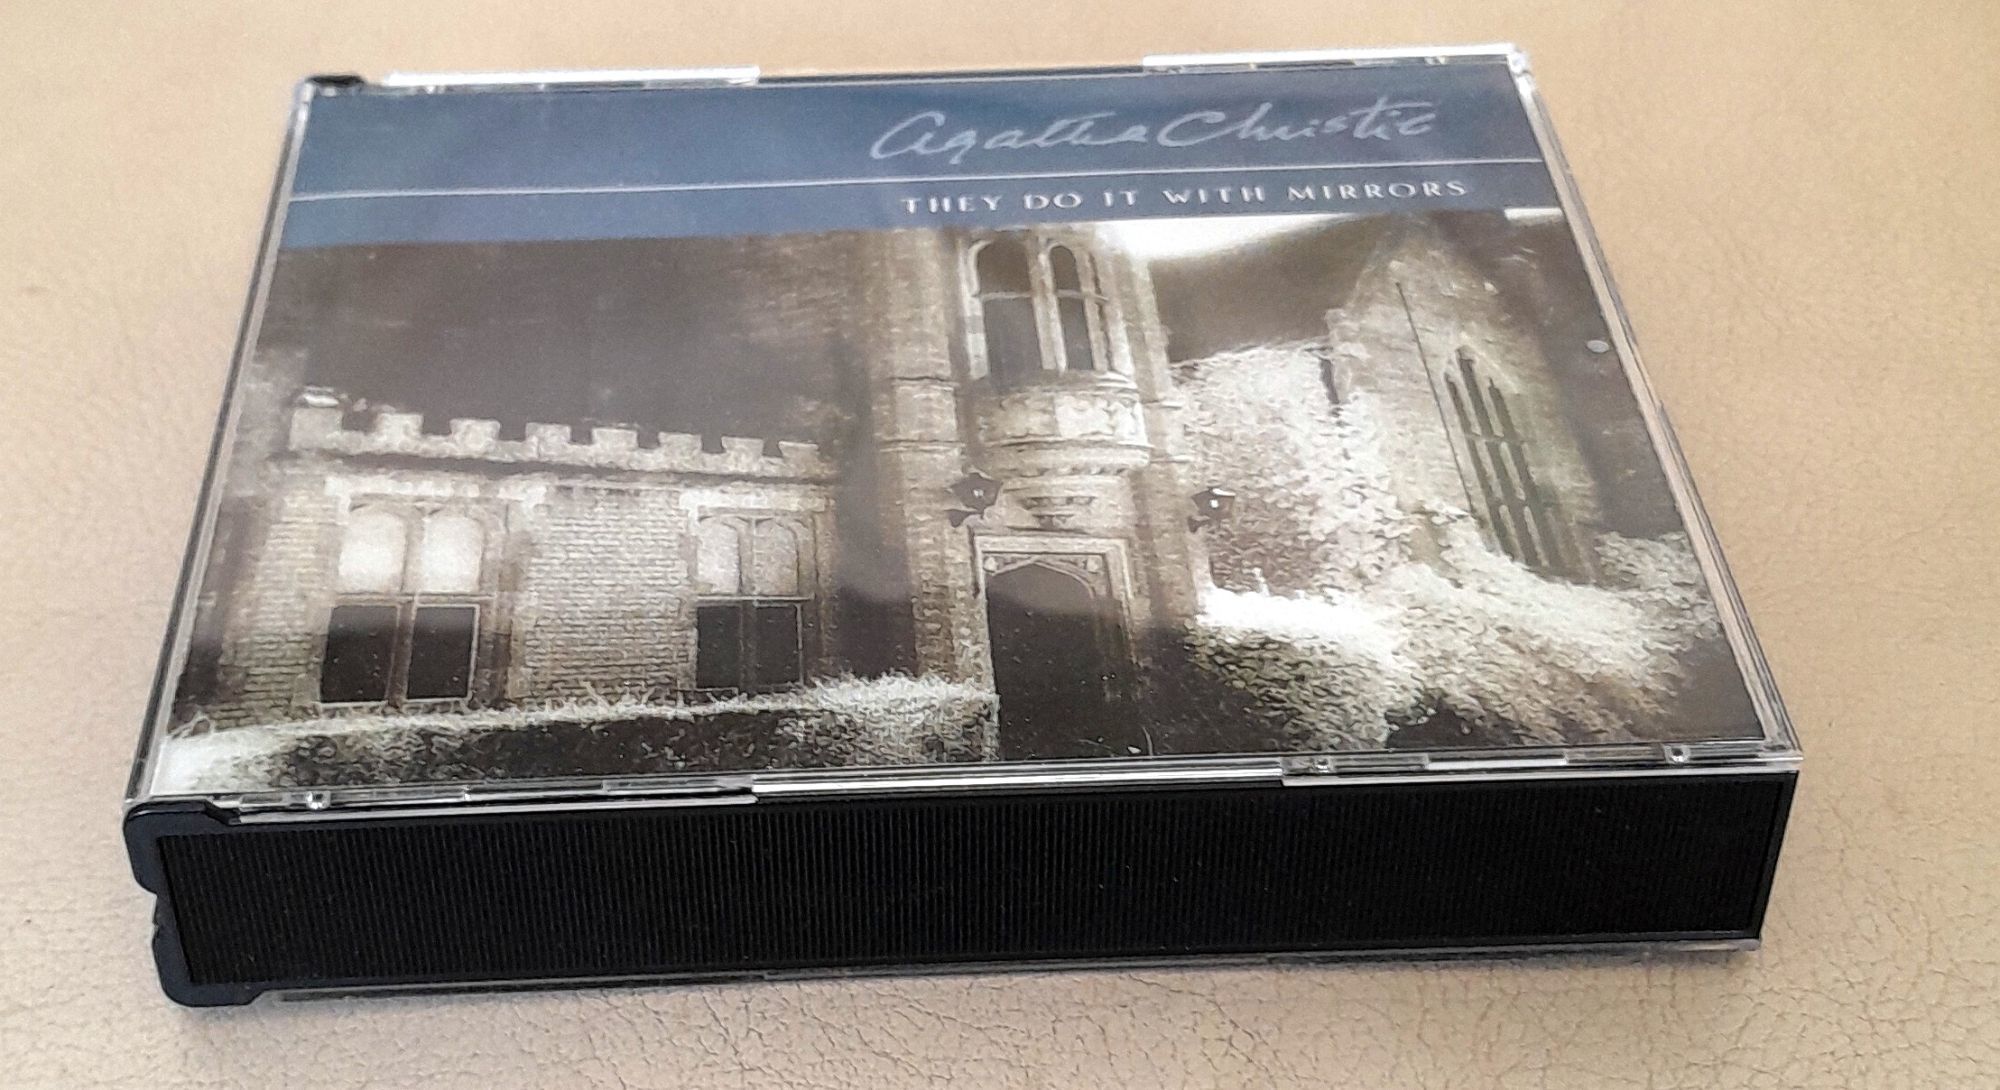 Agatha Christie
THEY DO IT WITH MIRRORS